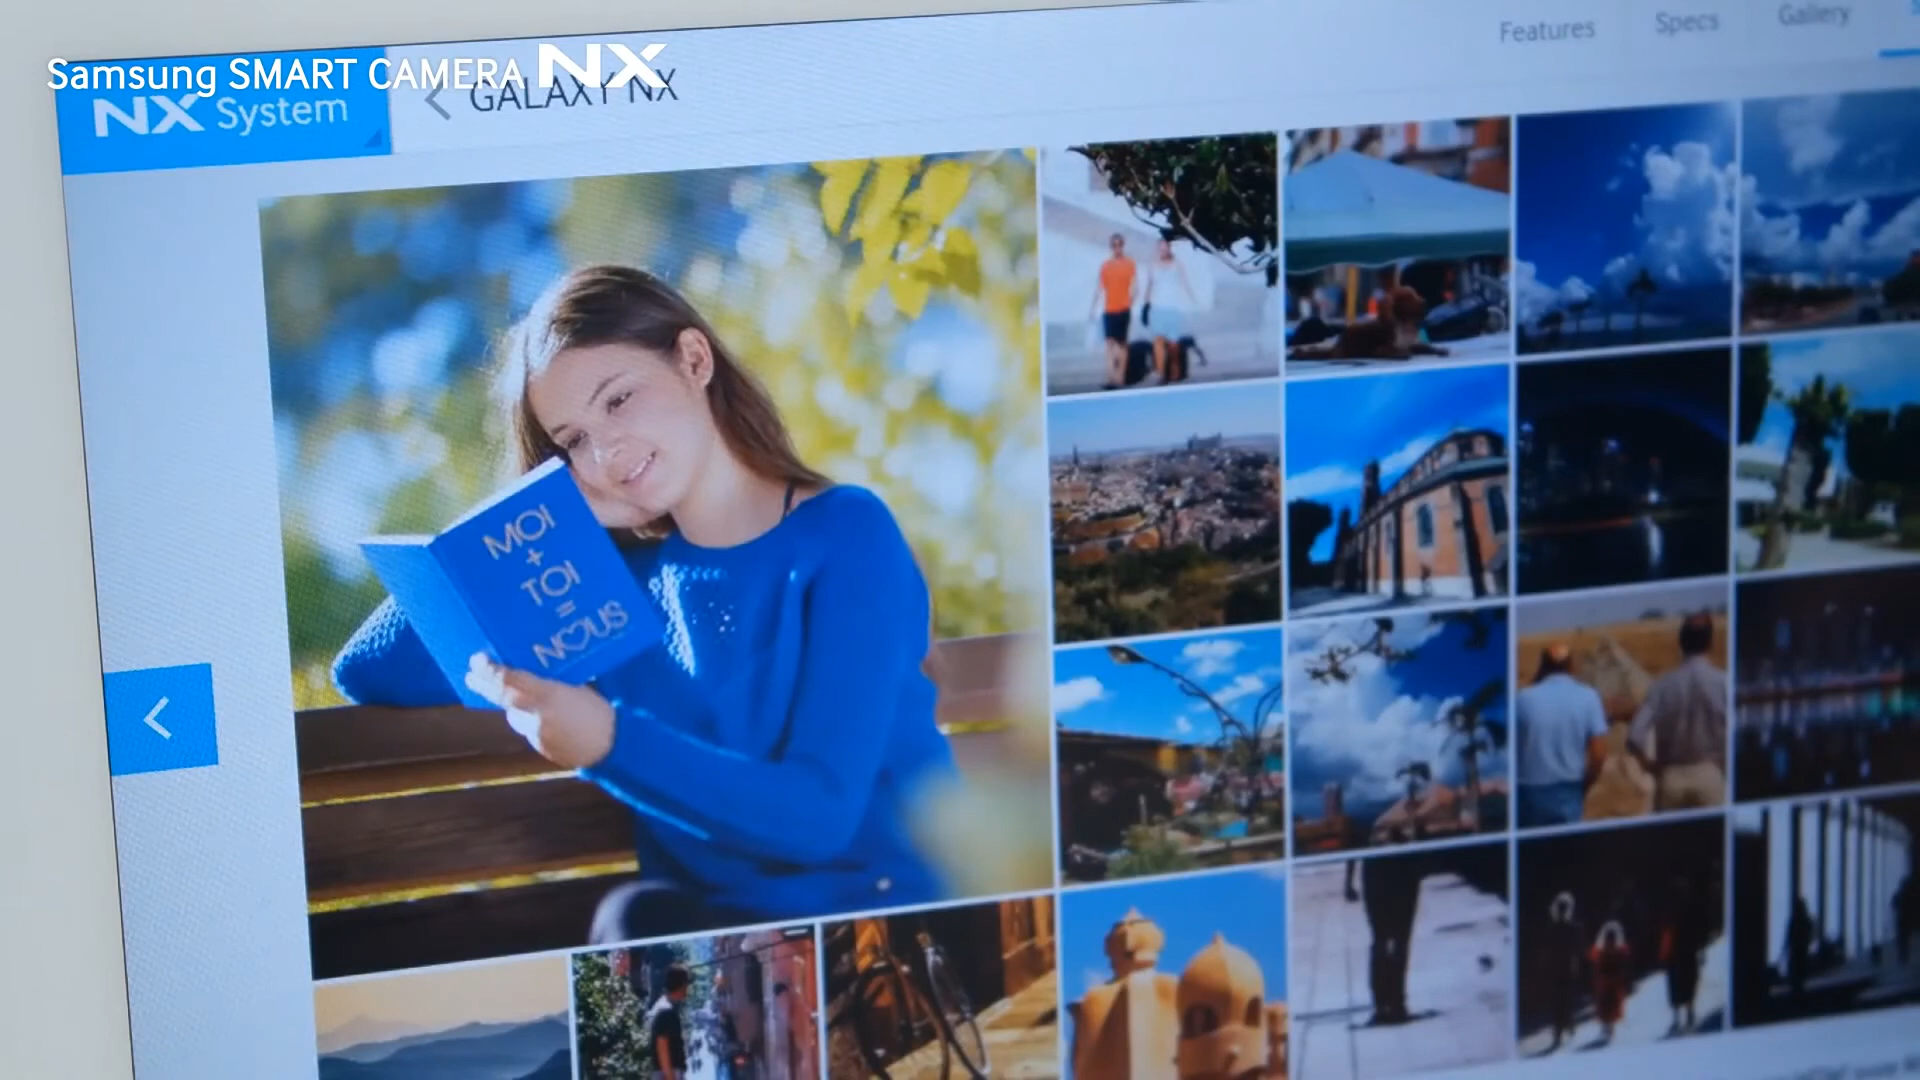 Samsung SMART CAMERA NX
NX System
GALAXY NX
Features
Specs
Gallery
MOI
+
TOI
=
NOUS